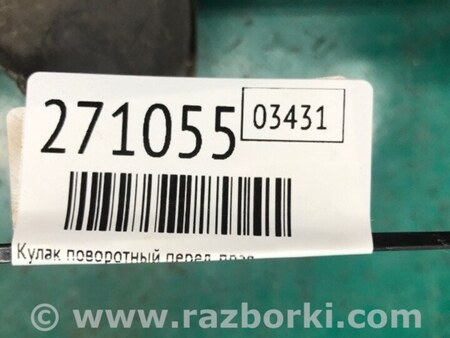 271055
03431
Кулак поворотный перед
© www.razborki.com